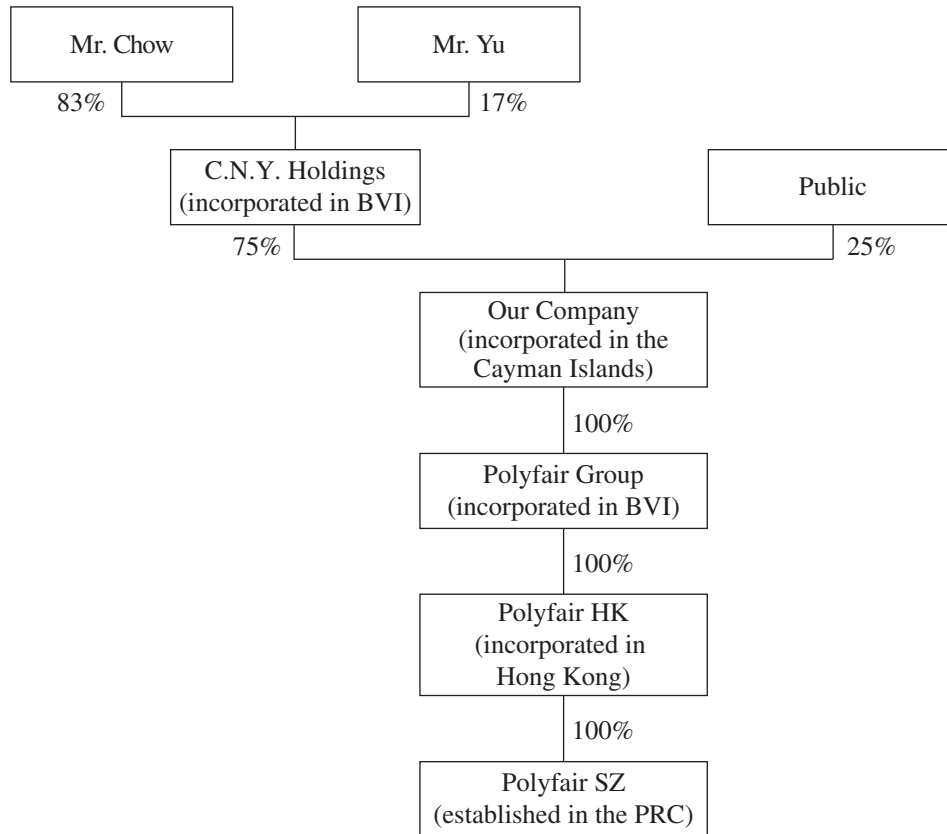 Mr. Chow
Mr. Yu
83%
17%
C.N.Y. Holdings
(incorporated in BVI)
Public
75%
25%
Our Company
(incorporated in the
Cayman Islands)
100%
Polyfair Group
(incorporated in BVI)
100%
Polyfair HK
(incorporated in
Hong Kong)
100%
Polyfair SZ
(established in the PRC)